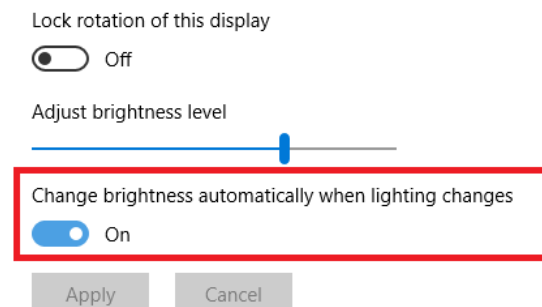 Lock rotation of this display
Off
Adjust brightness level
Change brightness automatically when lighting changes
On
Apply Cancel